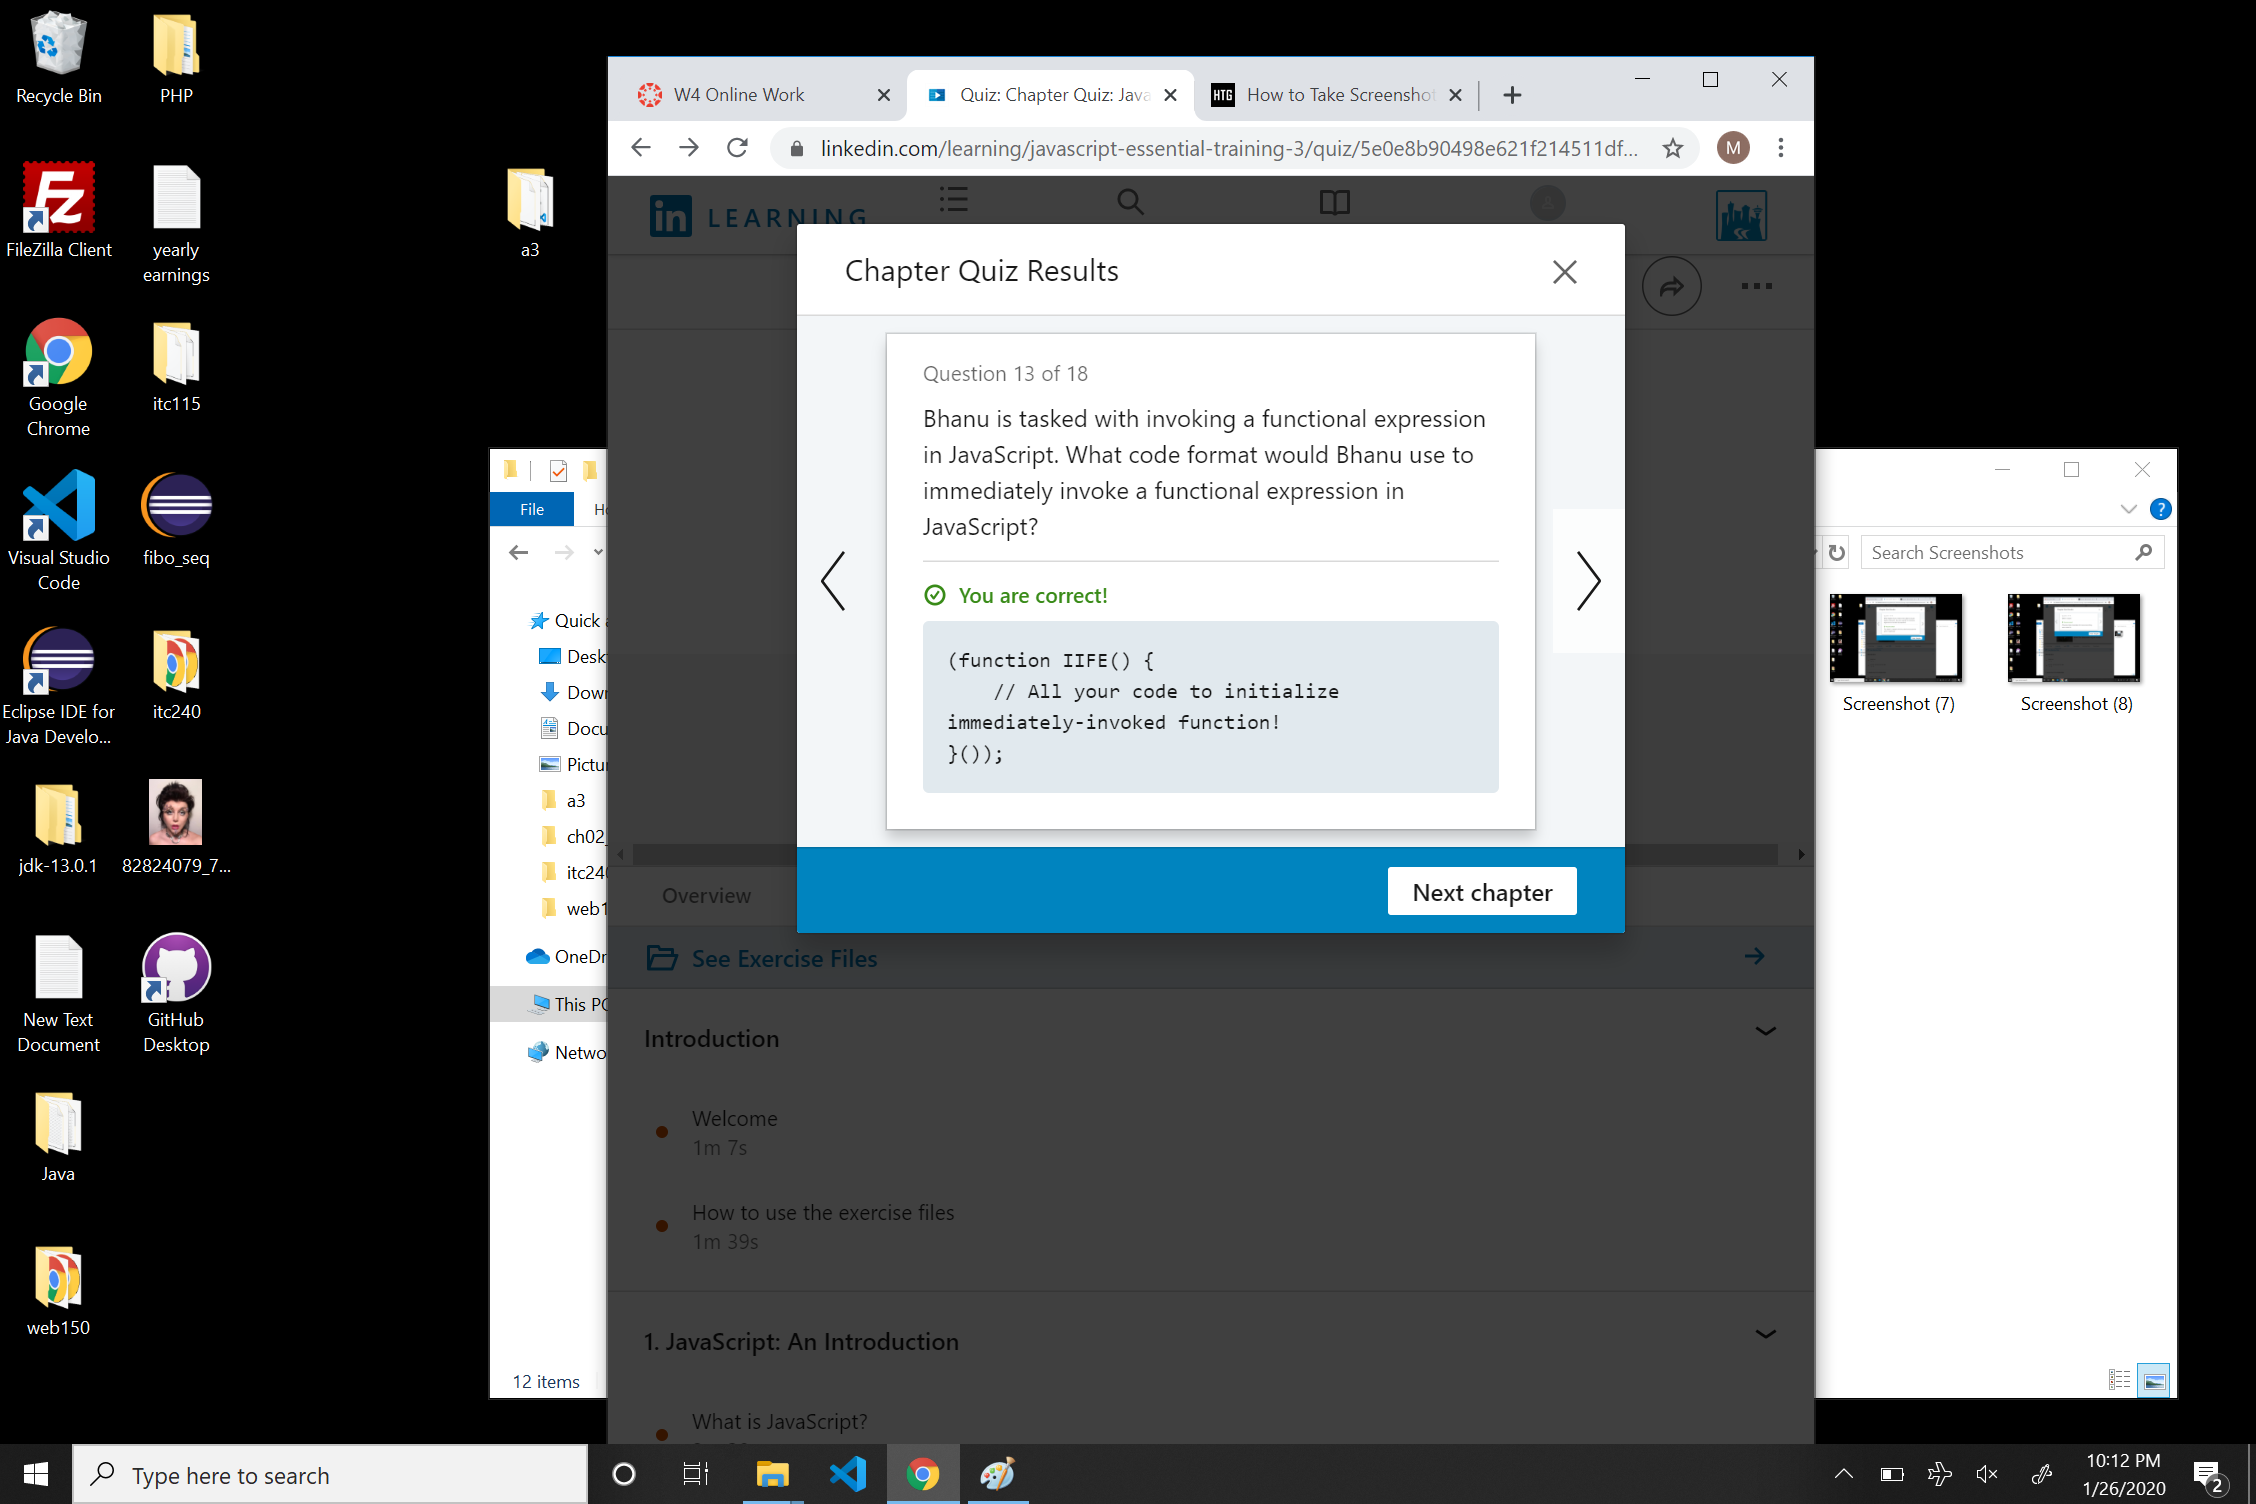 Recycle Bin
PHP
FileZilla Client
yearly
earnings
a3
Google
Chrome
itc115
Visual Studio
Code
fibo_seq
Eclipse IDE for
Java Develo...
itc240
jdk-13.0.1
82824079_7...
New Text
Document
GitHub
Desktop
Java
web150
W4 Online Work
Quiz: Chapter Quiz: Java
HTG
How to Take Screenshot
linkedin.com/learning/javascript-essential-training-3/quiz/5e0e8b90498e621f214511df...
M
in LEARNING
Chapter Quiz Results
Question 13 of 18
Bhanu is tasked with invoking a functional expression
in JavaScript. What code format would Bhanu use to
immediately invoke a functional expression in
JavaScript?
You are correct!
(function IIFE() {
// All your code to initialize
immediately-invoked function!
}());
Next chapter
Overview
See Exercise Files
Introduction
Welcome
1m 7s
How to use the exercise files
1m 39s
1. JavaScript: An Introduction
What is JavaScript?
File
Ho
Quick a
Desk
Dow
Docu
Pictu
a3
ch02_
itc240
web1
OneDr
This PC
Netwo
12 items
Search Screenshots
Screenshot (7)
Screenshot (8)
Type here to search
10:12 PM
1/26/2020
2